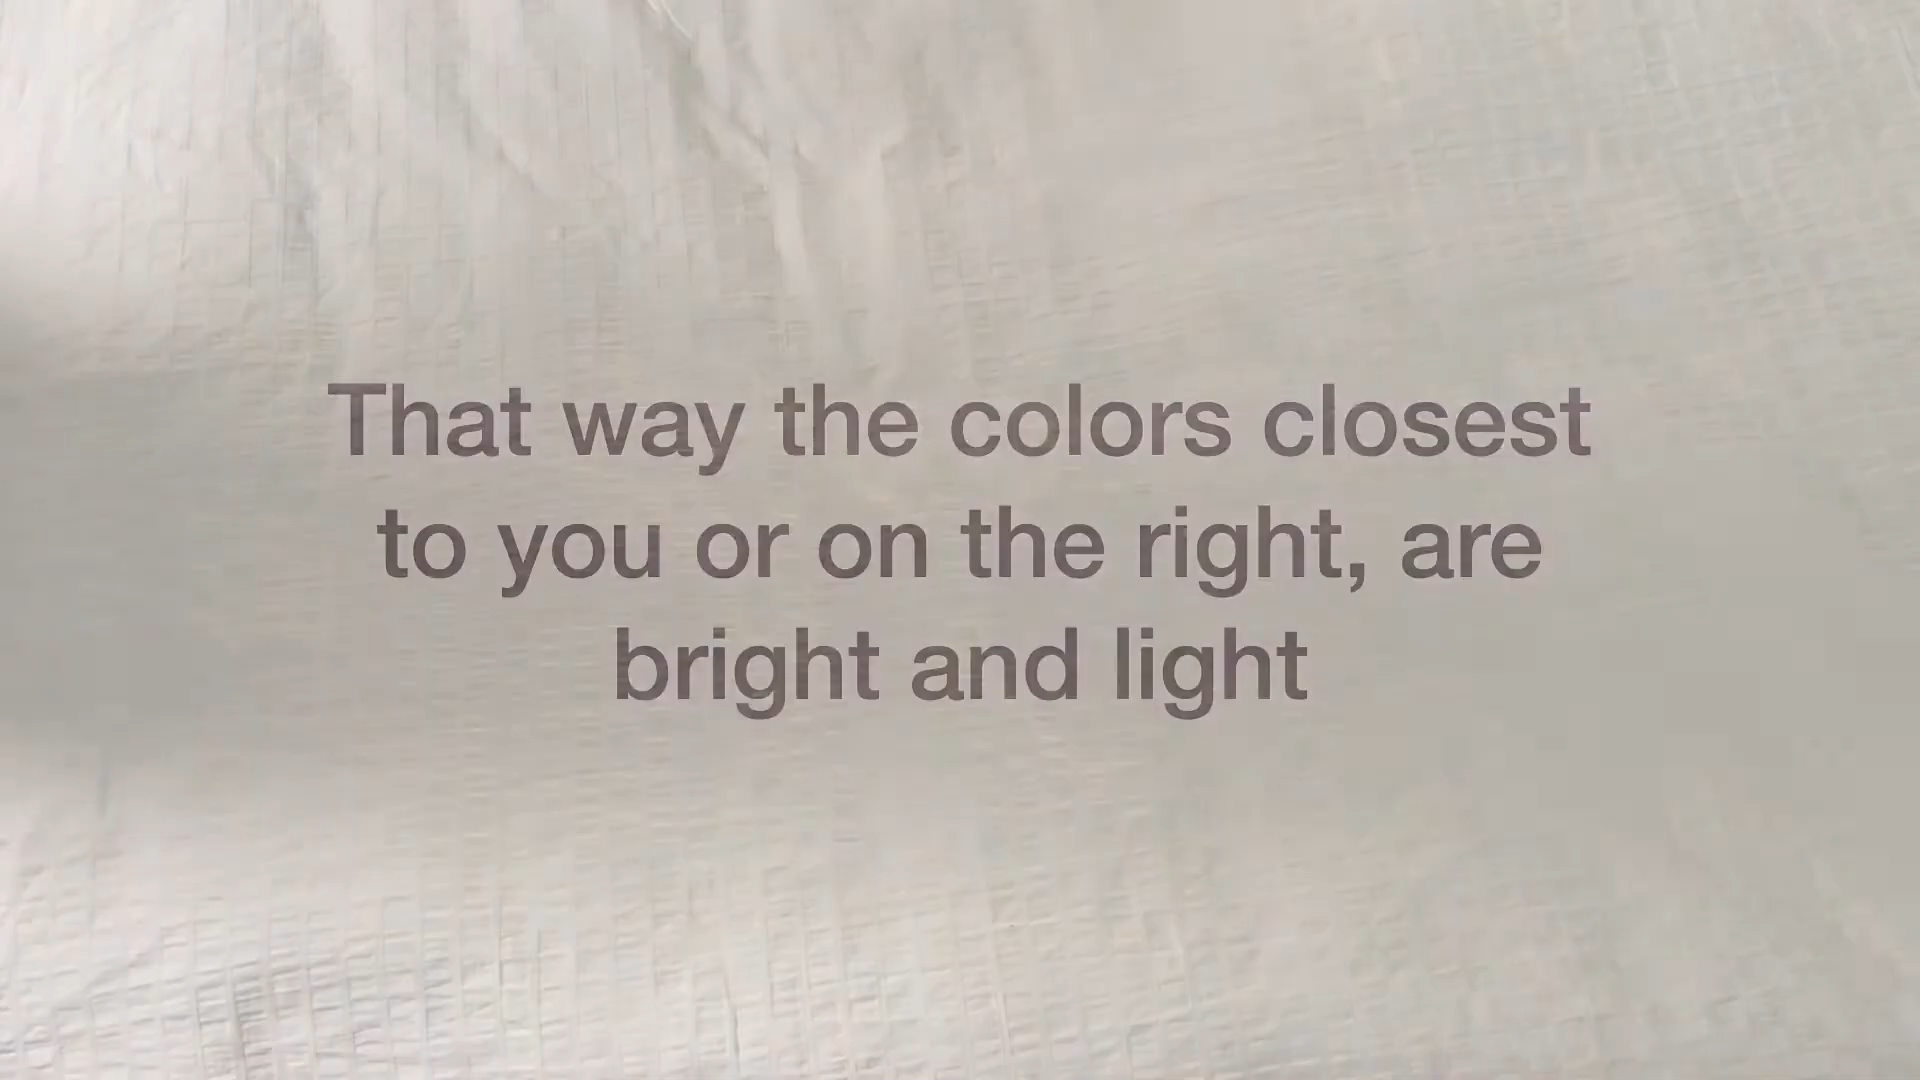 That way the colors closest
to you or on the right, are
bright and light